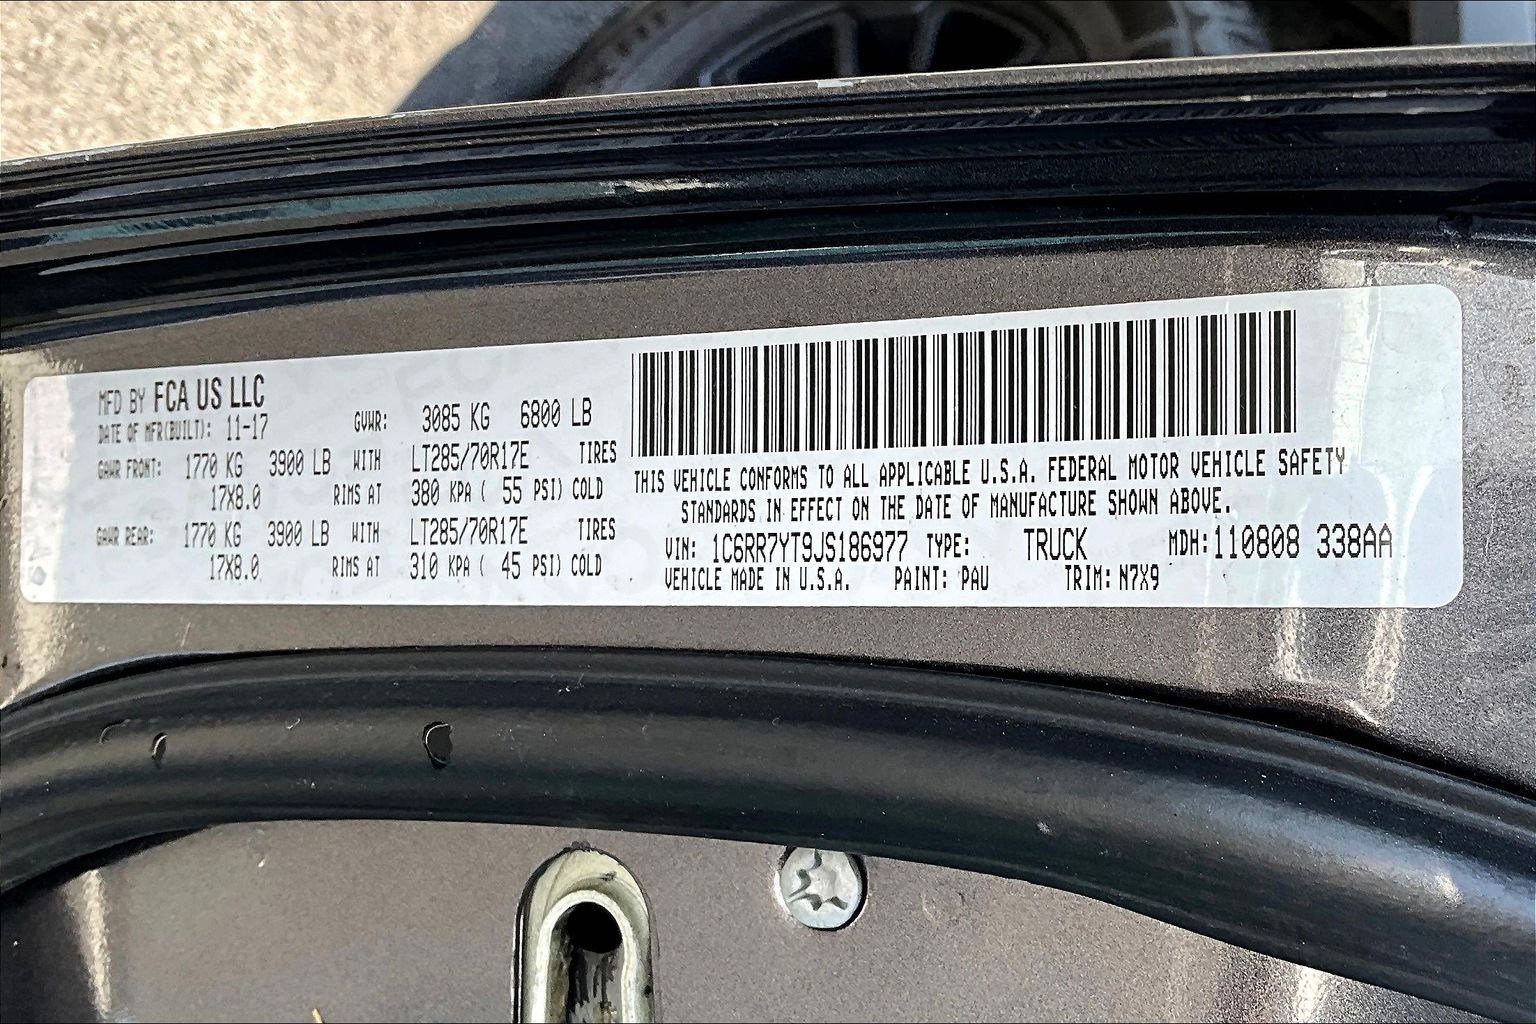 MFD BY FCA US LLC
DATE OF MFR(BUILT): 11-17 GVWR: 3085 KG 6800 LB
GAWR FRONT: 1770 KG 3900 LB WITH LT285/70R17E TIRES
17X8.0 RIMS AT 380 KPA ( 55 PSI) COLD
GAWR REAR: 1770 KG 3900 LB WITH LT285/70R17E TIRES
17X8.0 RIMS AT 310 KPA ( 45 PSI) COLD
THIS VEHICLE CONFORMS TO ALL APPLICABLE U.S.A. FEDERAL MOTOR VEHICLE SAFETY
STANDARDS IN EFFECT ON THE DATE OF MANUFACTURE SHOWN ABOVE.
VIN: 1C6RR7YT9JS186977 TYPE: TRUCK MDH:110808 338AA
VEHICLE MADE IN U.S.A. PAINT: PAU TRIM: N7X9